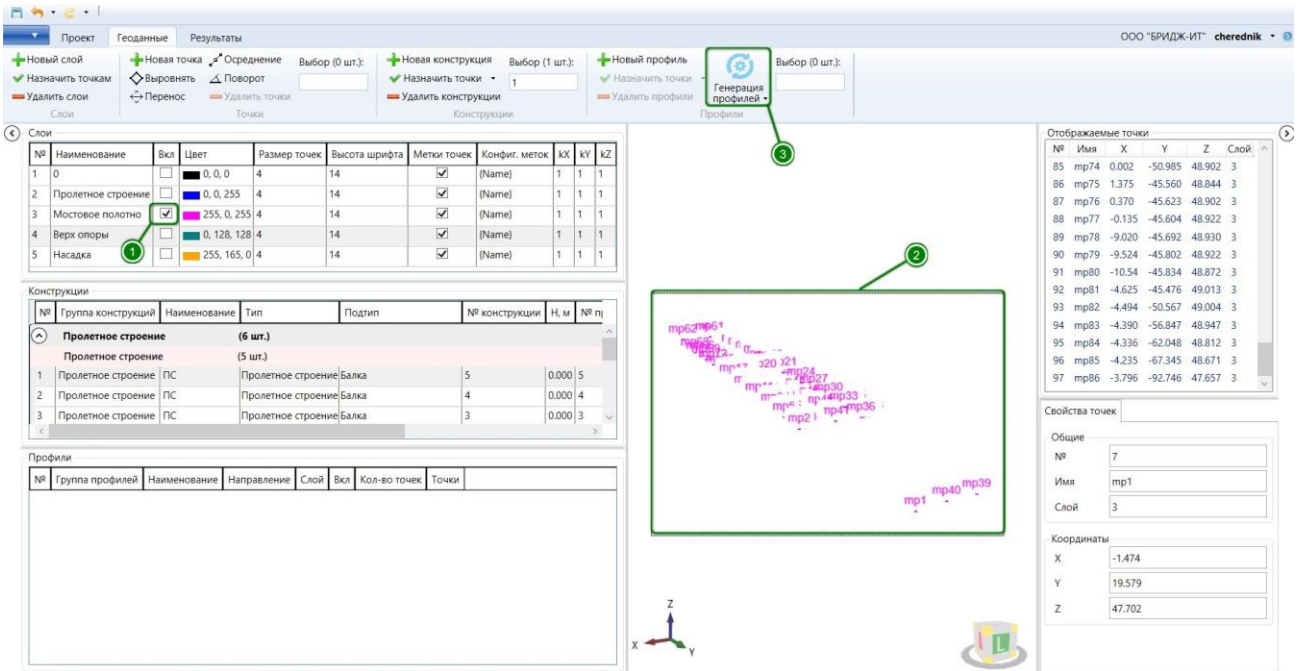 Проект Геоданные Результаты ООО "БРИДЖ-ИТ" cherednik
Новый слой
Назначить точкам
Удалить слои
Слои
Новая точка Осреднение Выбор (0 шт.):
Выровнять Поворот
Перенос Удалить точки
Точки
Новая конструкция Выбор (1 шт.):
Назначить точки 1
Удалить конструкции
Конструкции
Новый профиль
Назначить точки
Удалить профили
Генерация
профилей
Выбор (0 шт.):
Профили
3
Слои
№ Наименование Вкл Цвет Размер точек Высота шрифта Метки точек Конфиг. меток kX kY kZ
1 0 0, 0, 0 4 14 {Name} 1 1 1
2 Пролетное строение 0, 0, 255 4 14 {Name} 1 1 1
3 Мостовое полотно 255, 0, 255 4 14 {Name} 1 1 1
4 Верх опоры 0, 128, 128 4 14 {Name} 1 1 1
5 Насадка 255, 165, 0 4 14 {Name} 1 1 1
1
Конструкции
№ Группа конструкций Наименование Тип Подтип № конструкции Н, м № п
Пролетное строение (6 шт.)
Пролетное строение (5 шт.)
1 Пролетное строение ПС Пролетное строение Балка 5 0.000 5
2 Пролетное строение ПС Пролетное строение Балка 4 0.000 4
3 Пролетное строение ПС Пролетное строение Балка 3 0.000 3
Профили
№ Группа профилей Наименование Направление Слой Вкл Кол-во точек Точки
2
mp62 mp61
mp24
mp30
mp33
mp36
mp2
mp1 mp40 mp39
Z
X Y
L
Отображаемые точки
№ Имя X Y Z Слой
85 mp74 0.002 -50.985 48.902 3
86 mp75 1.375 -45.560 48.844 3
87 mp76 0.370 -45.623 48.902 3
88 mp77 -0.135 -45.604 48.922 3
89 mp78 -9.020 -45.692 48.930 3
90 mp79 -9.524 -45.802 48.922 3
91 mp80 -10.54 -45.834 48.872 3
92 mp81 -4.625 -45.476 49.013 3
93 mp82 -4.494 -50.567 49.004 3
94 mp83 -4.390 -56.847 48.947 3
95 mp84 -4.336 -62.048 48.812 3
96 mp85 -4.235 -67.345 48.671 3
97 mp86 -3.796 -92.746 47.657 3
Свойства точек
Общие
№ 7
Имя mp1
Слой 3
Координаты
X -1.474
Y 19.579
Z 47.702